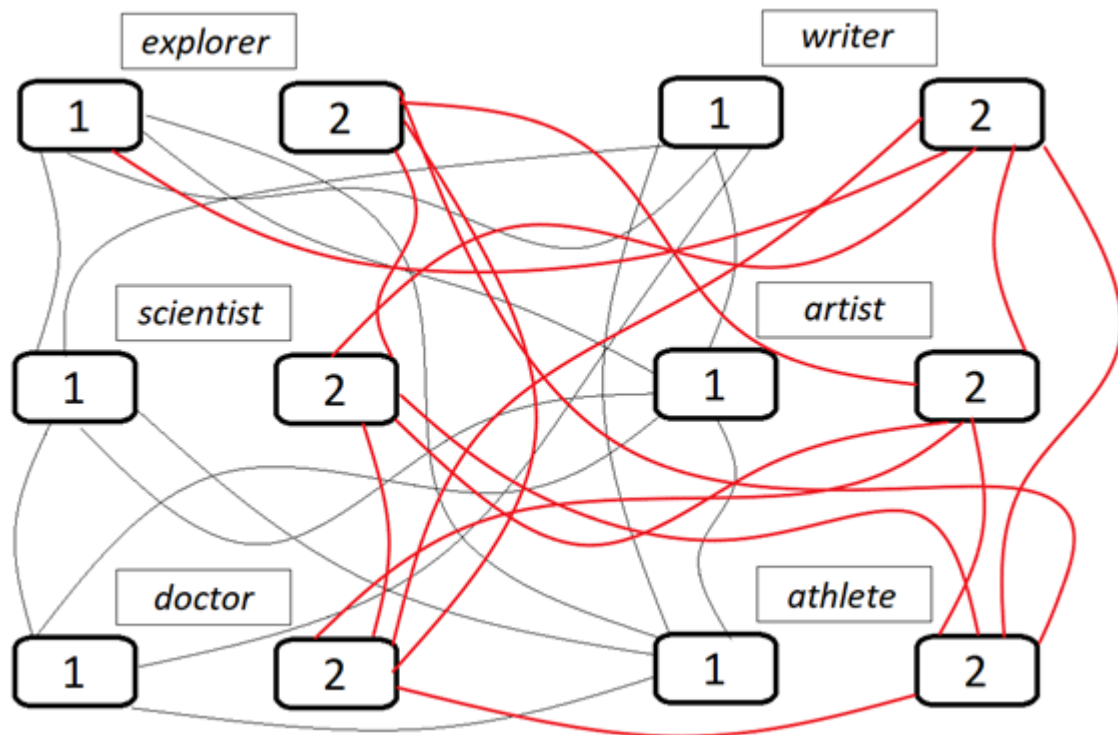 explorer writer
1 2 1 2
scientist artist
1 2 1 2
doctor athlete
1 2 1 2